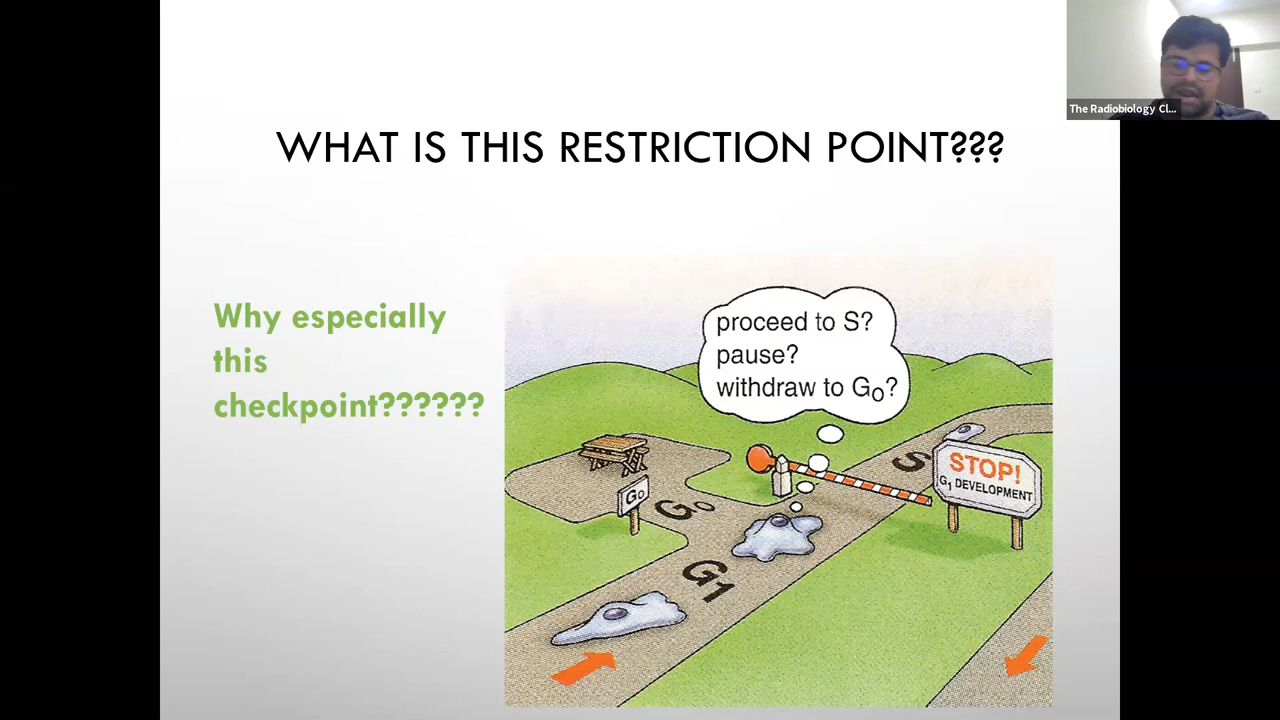 The Radiobiology Cl...
WHAT IS THIS RESTRICTION POINT???
Why especially
this
checkpoint??????
proceed to S?
pause?
withdraw to G₀?
S
STOP!
G₁ DEVELOPMENT
G₀
G₀
G1